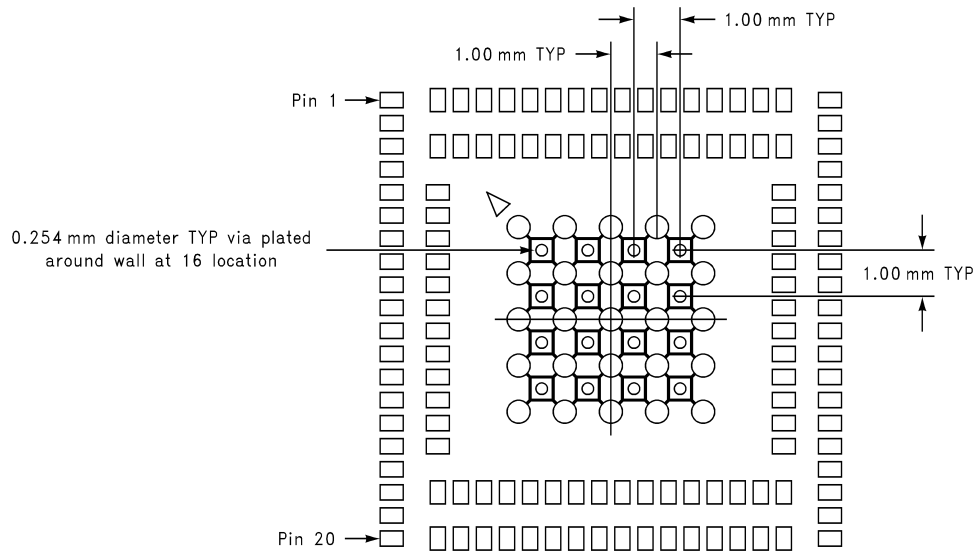 1.00 mm TYP
1.00 mm TYP
Pin 1
0.254 mm diameter TYP via plated
around wall at 16 location
1.00 mm TYP
Pin 20